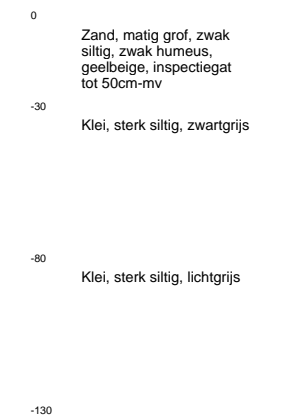 0
Zand, matig grof, zwak
siltig, zwak humeus,
geelbeige, inspectiegat
tot 50cm-mv
-30
Klei, sterk siltig, zwartgrijs
-80
Klei, sterk siltig, lichtgrijs
-130